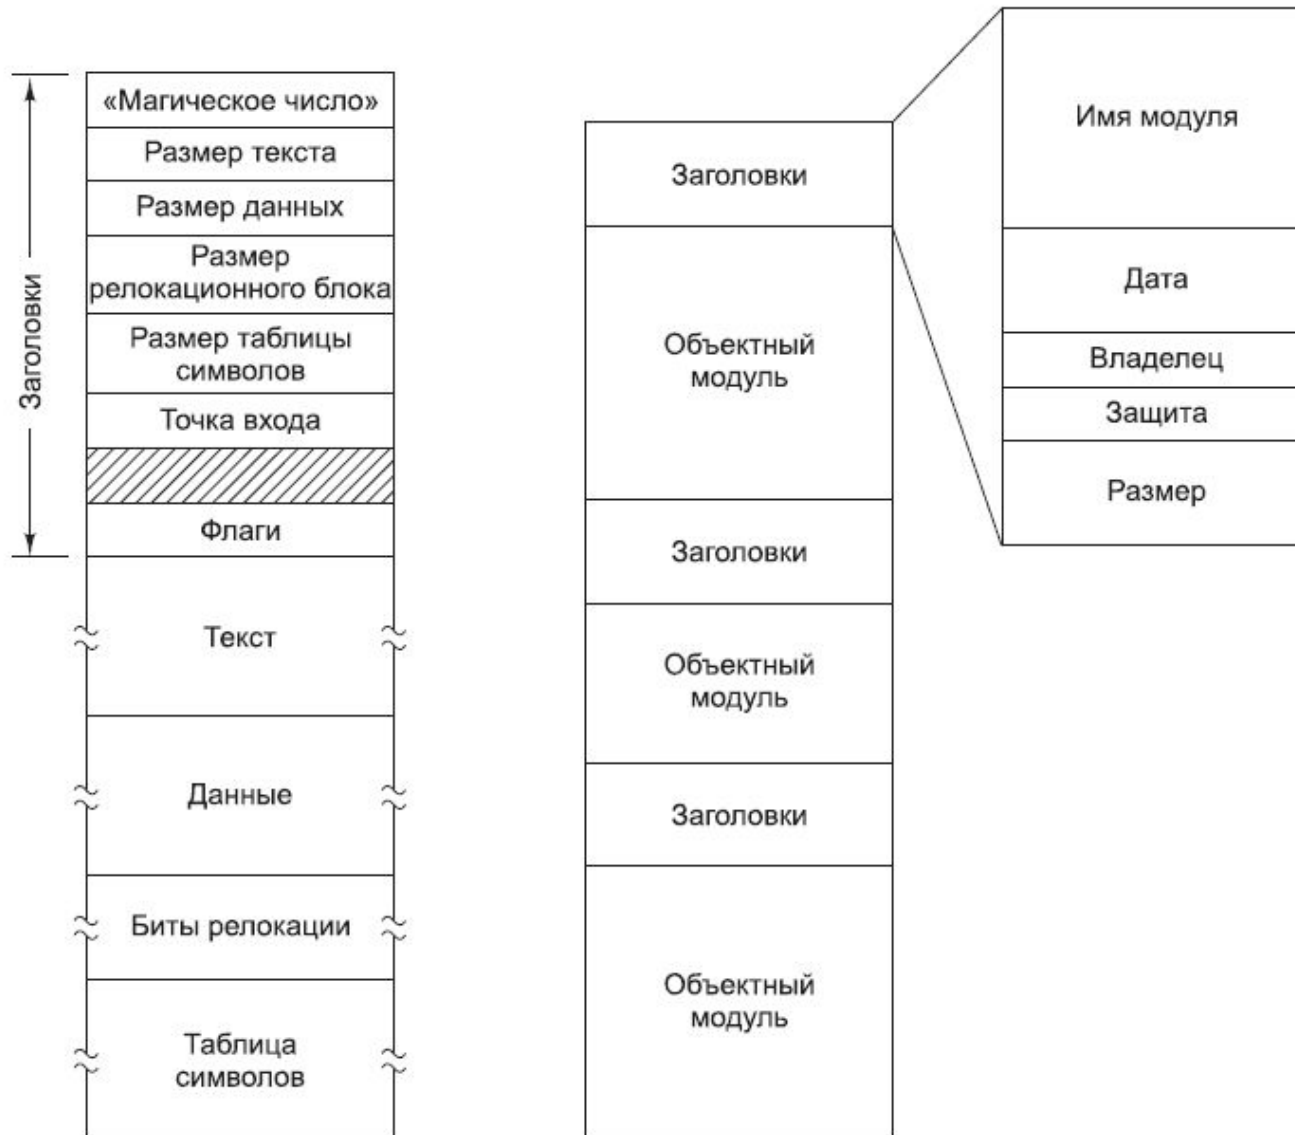 Заголовки
«Магическое число»
Размер текста
Размер данных
Размер
релокационного блока
Размер таблицы
символов
Точка входа
Флаги
Текст
Данные
Биты релокации
Таблица
символов
Заголовки
Объектный
модуль
Заголовки
Объектный
модуль
Заголовки
Объектный
модуль
Имя модуля
Дата
Владелец
Защита
Размер